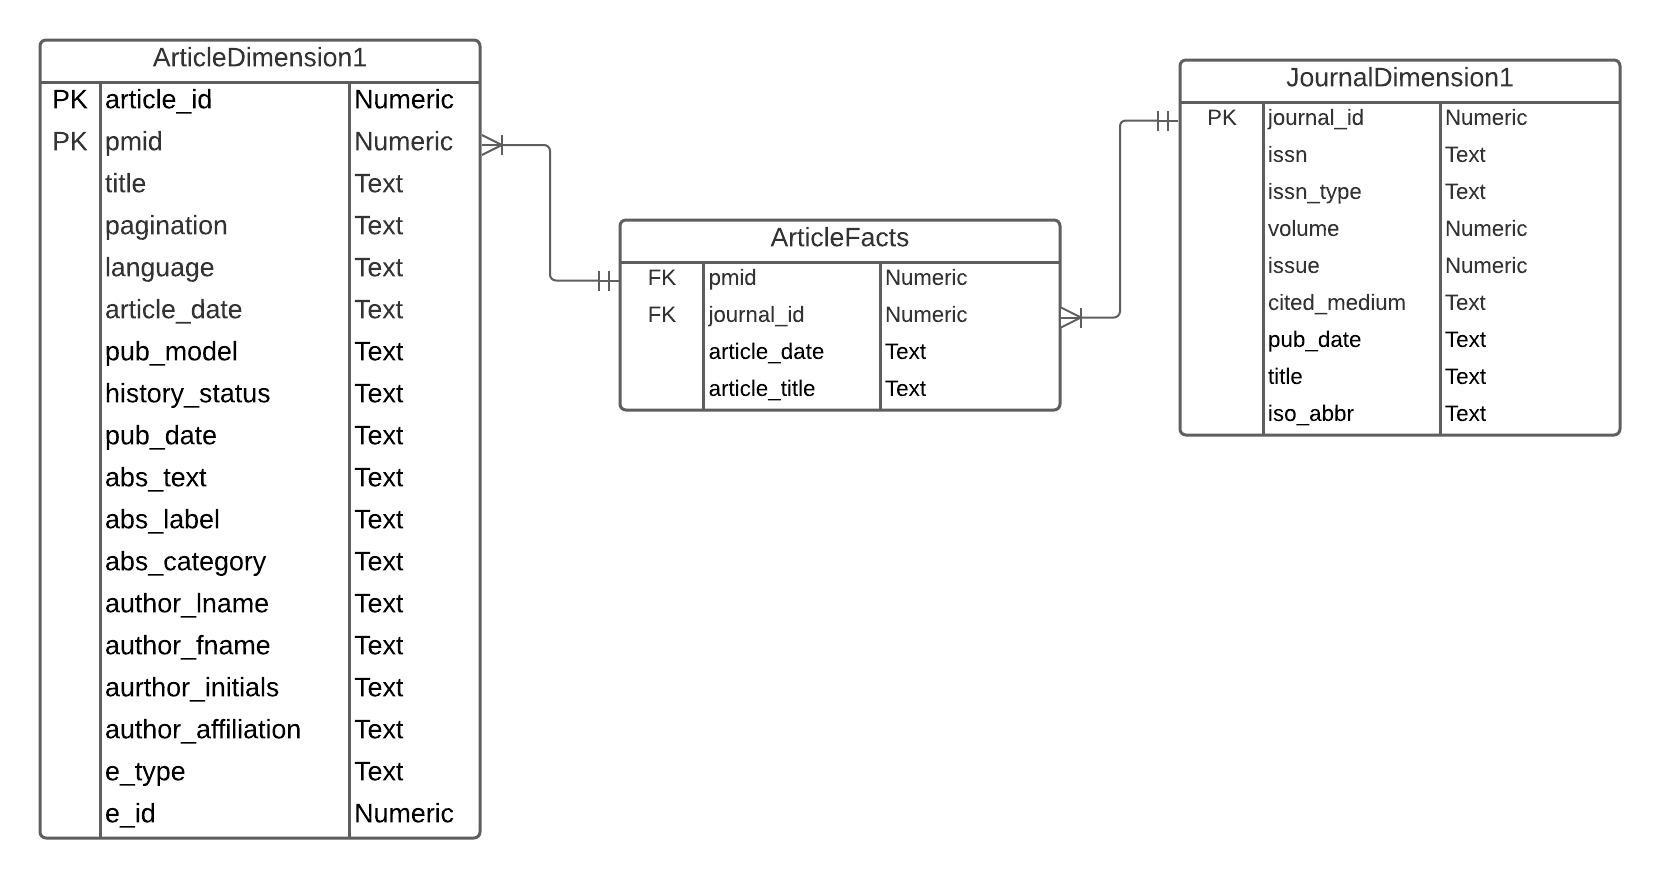 ArticleDimension1
PK article_id Numeric
PK pmid Numeric
title Text
pagination Text
language Text
article_date Text
pub_model Text
history_status Text
pub_date Text
abs_text Text
abs_label Text
abs_category Text
author_lname Text
author_fname Text
aurthor_initials Text
author_affiliation Text
e_type Text
e_id Numeric
ArticleFacts
FK pmid Numeric
FK journal_id Numeric
article_date Text
article_title Text
JournalDimension1
PK journal_id Numeric
issn Text
issn_type Text
volume Numeric
issue Numeric
cited_medium Text
pub_date Text
title Text
iso_abbr Text